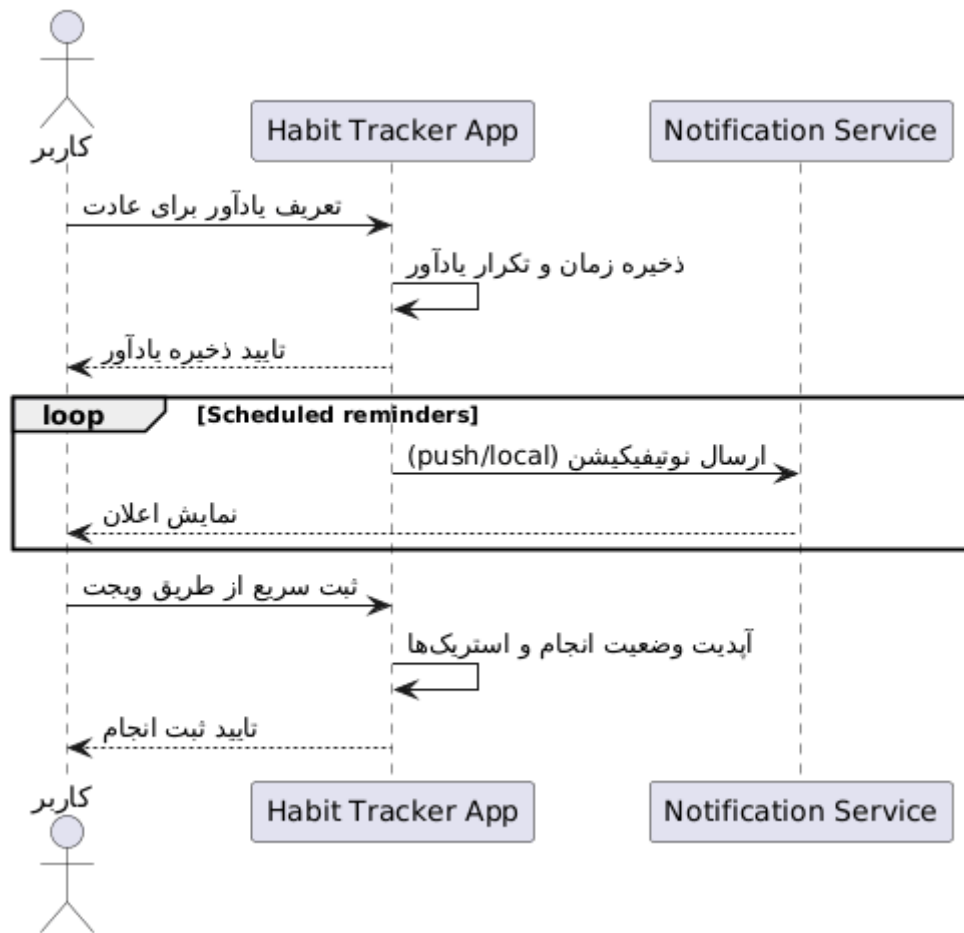 کاربر
Habit Tracker App
Notification Service
تعریف یادآور برای عادت
ذخیره زمان و تکرار یادآور
تایید ذخیره یادآور
loop
[Scheduled reminders]
ارسال نوتیفیکیشن (push/local)
نمایش اعلان
ثبت سریع از طریق ویجت
آپدیت وضعیت انجام و استریک‌ها
تایید ثبت انجام
کاربر
Habit Tracker App
Notification Service